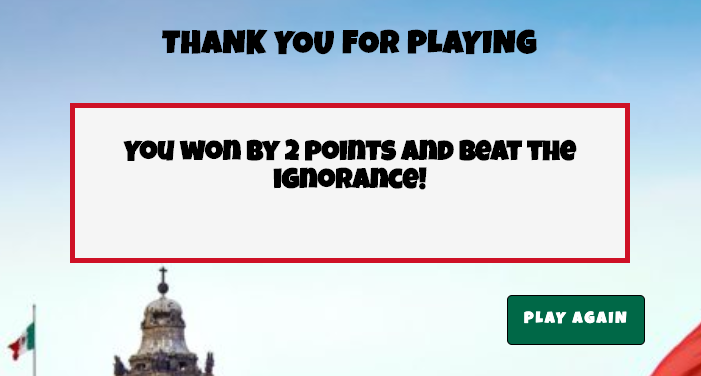 THANK YOU FOR PLAYING
You won by 2 points and beat the
ignorance!
PLAY AGAIN